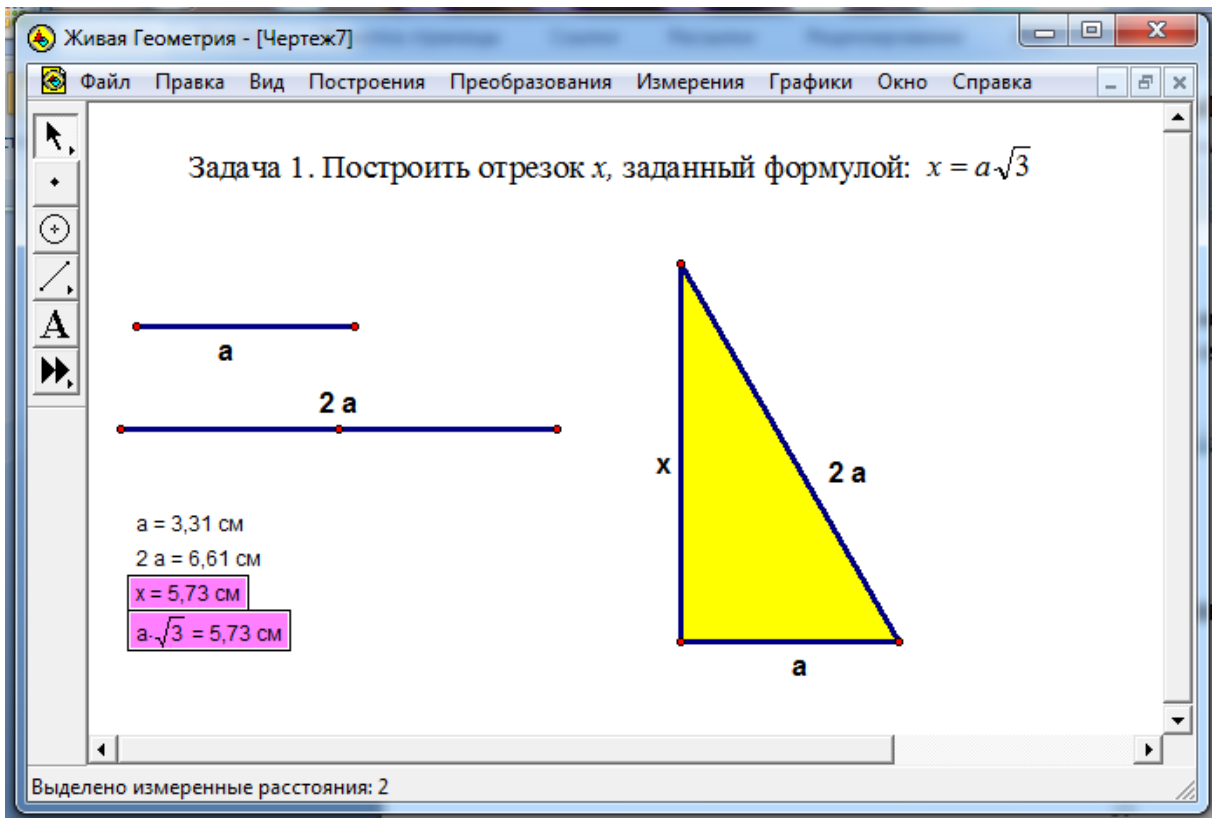 Живая Геометрия - [Чертеж7]
Файл Правка Вид Построения Преобразования Измерения Графики Окно Справка
A
Задача 1. Построить отрезок x, заданный формулой: x = a·√3
a
2 a
x
2 a
a
a = 3,31 см
2 a = 6,61 см
x = 5,73 см
a·√3 = 5,73 см
Выделено измеренные расстояния: 2